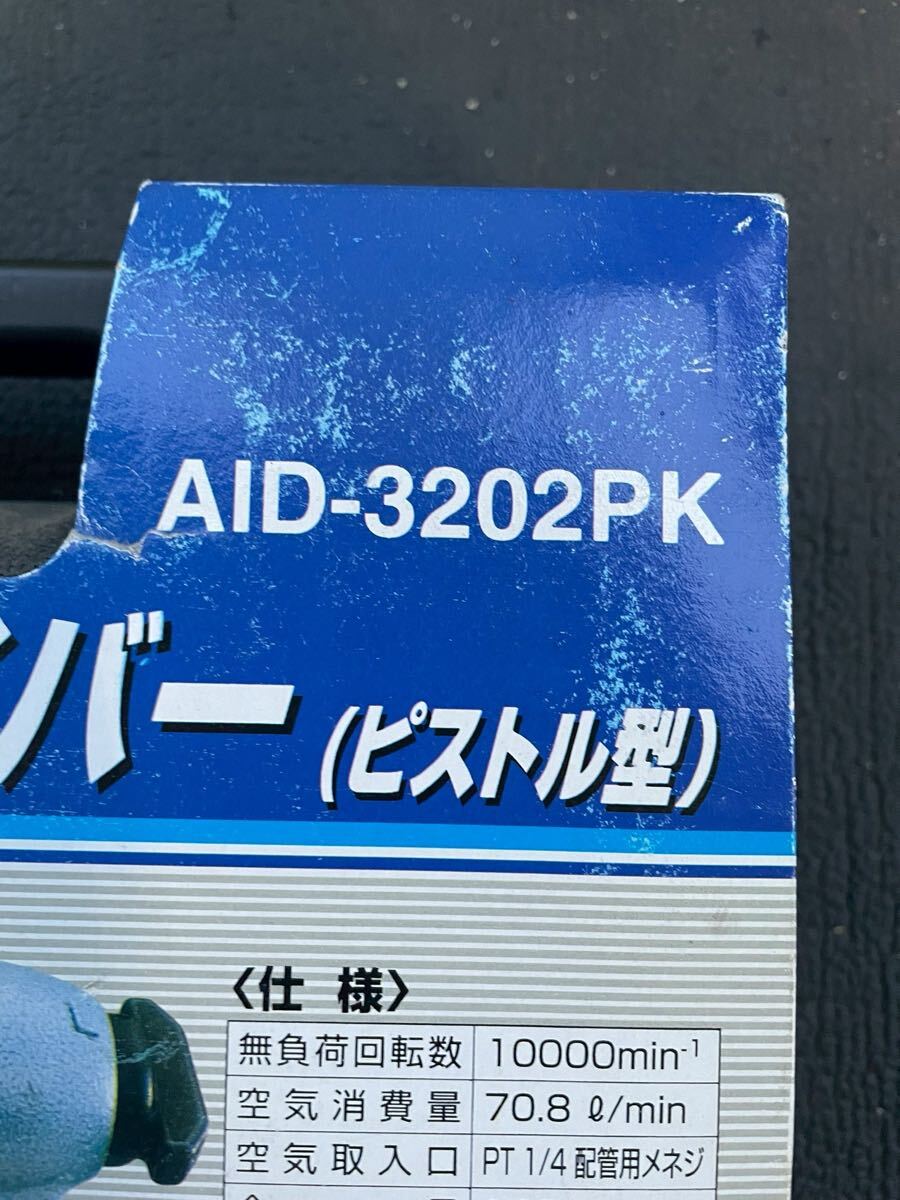 AID-3202PK
バー (ピストル型)
〈仕 様〉
無負荷回転数 10000min-1
空気消費量 70.8 ℓ/min
空気取入口 PT 1/4 配管用メネジ